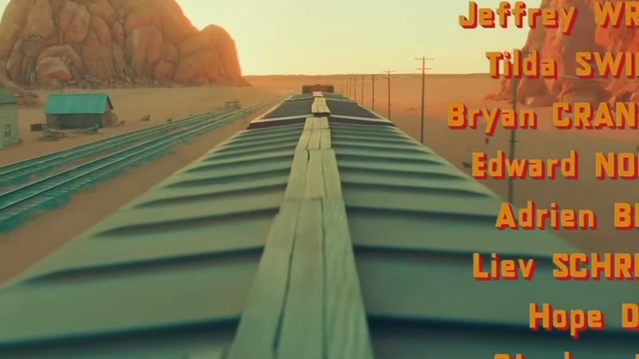 Jeffrey WR
Tilda SWI
Bryan CRAN
Edward NO
Adrien B
Liev SCHR
Hope D